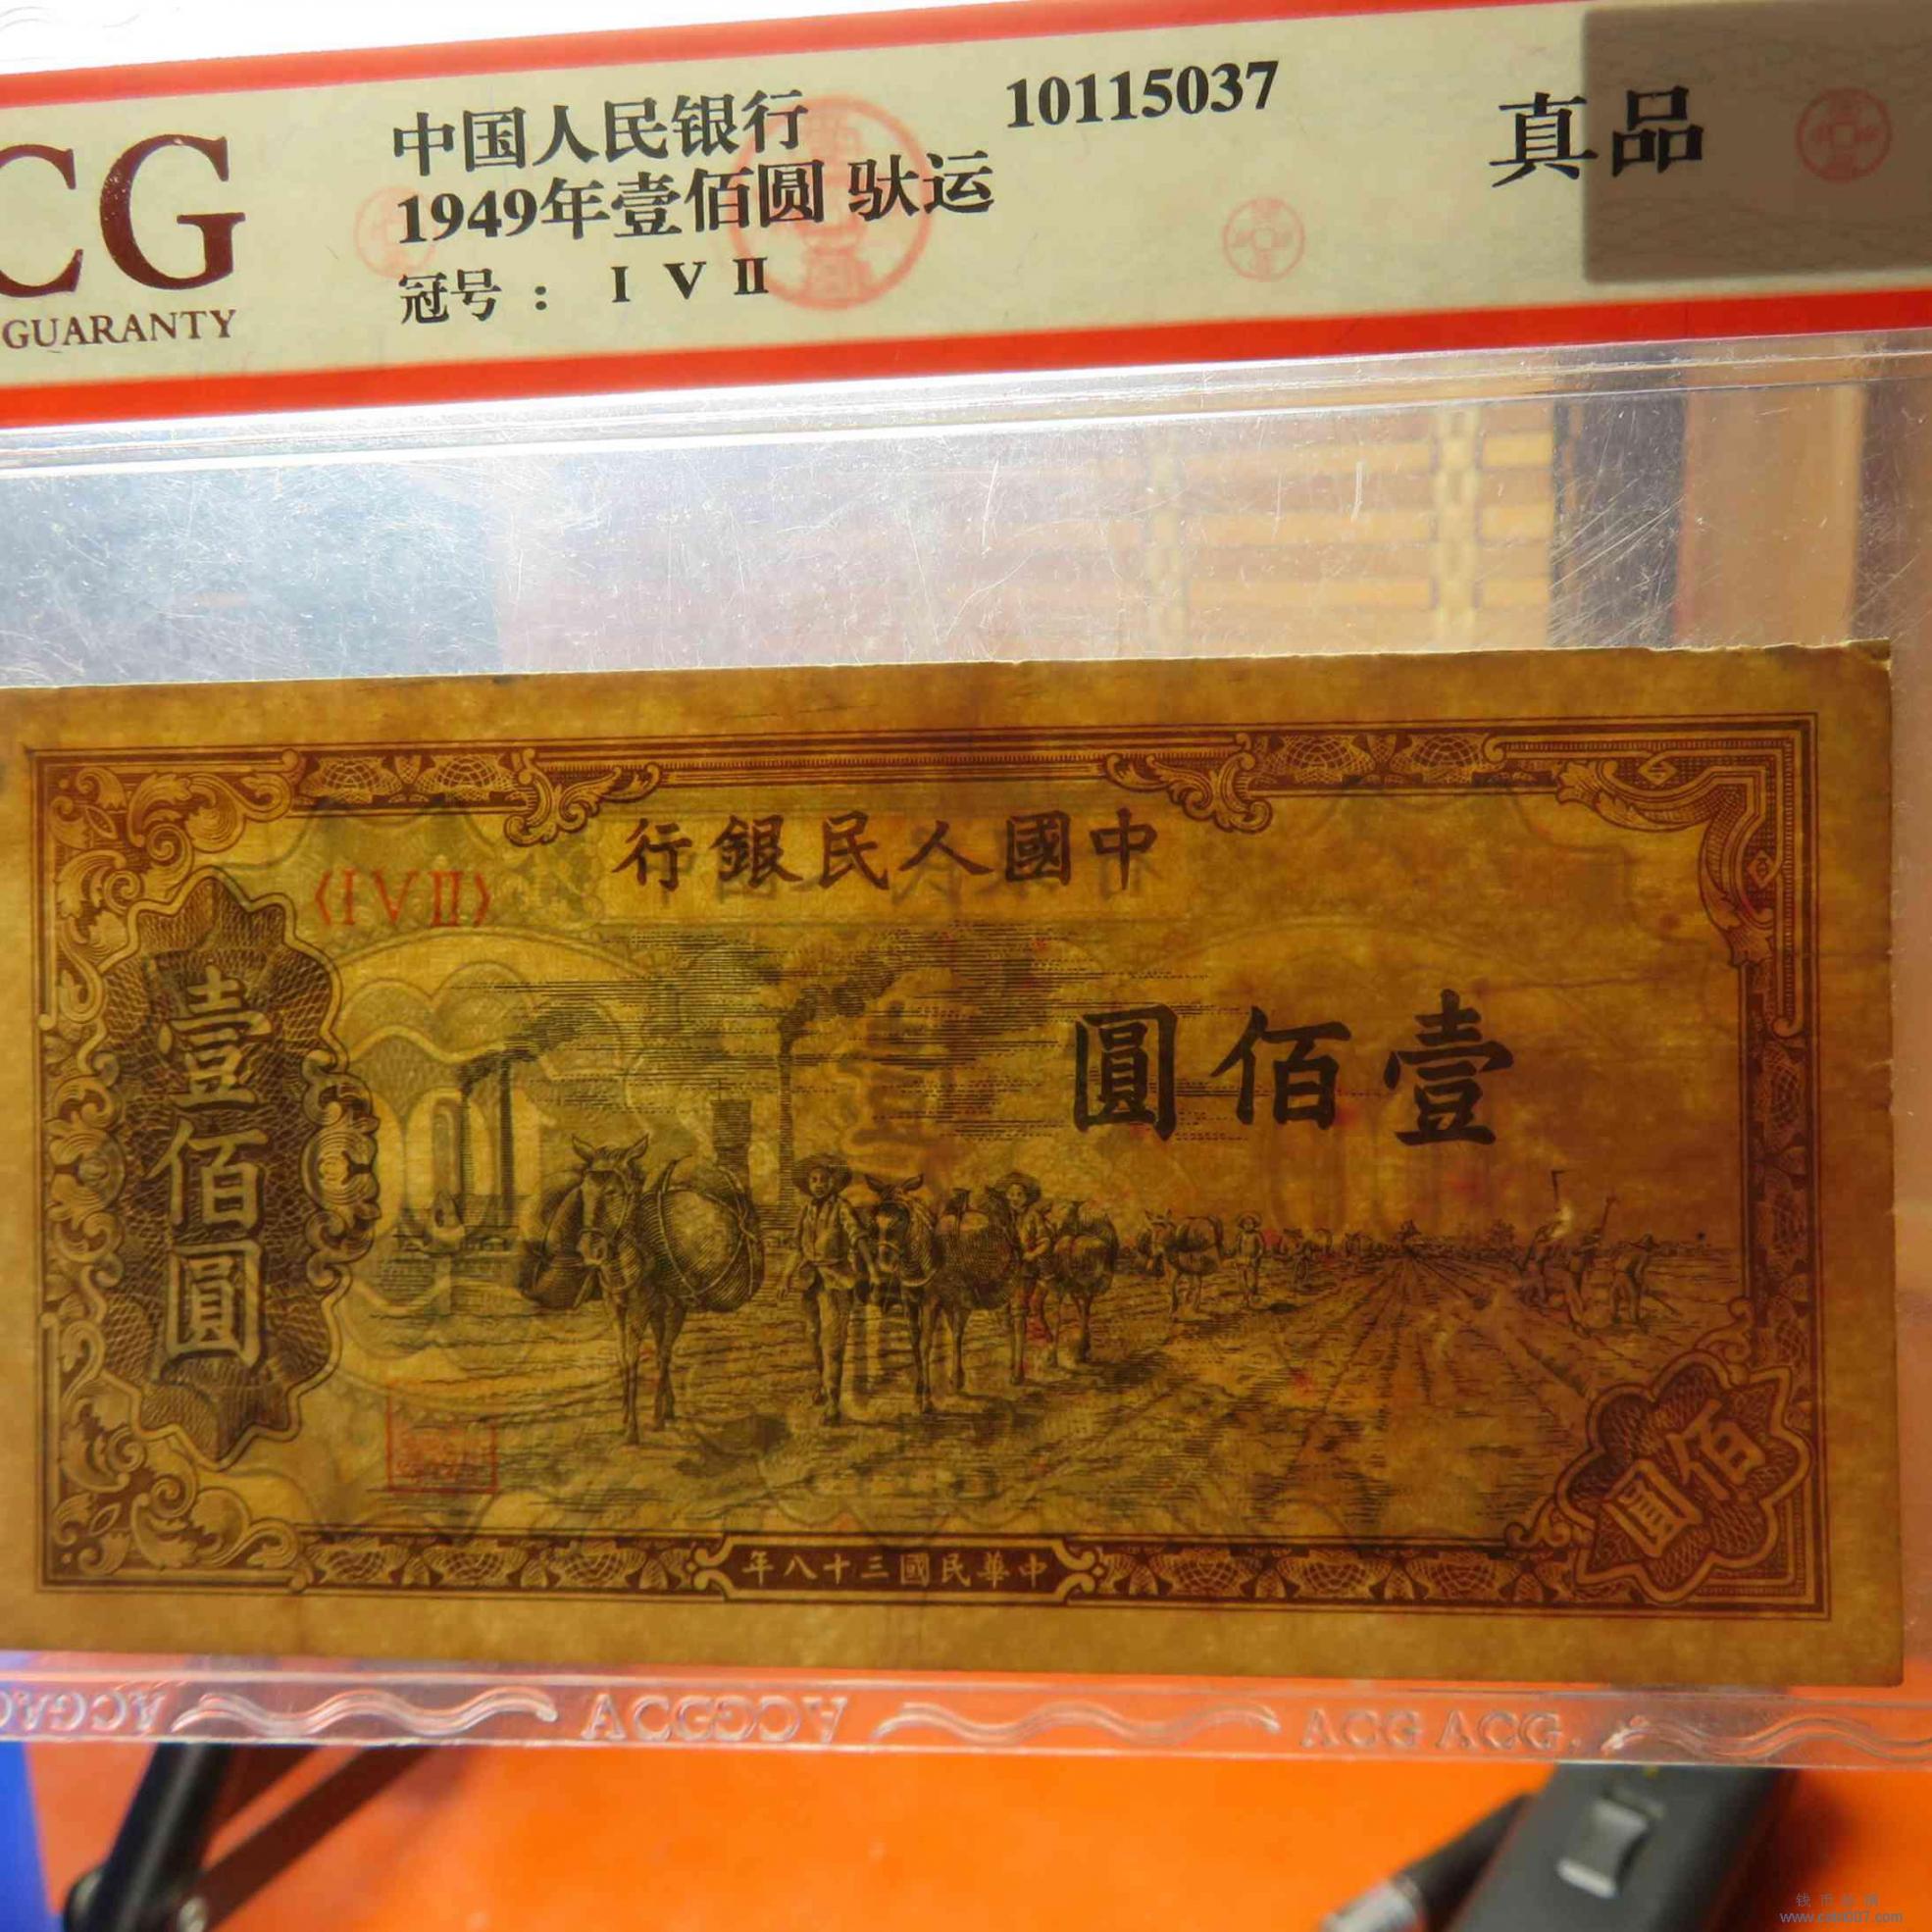 CG
GUARANTY
中国人民银行
1949年壹佰圆 驮运
冠号 : I V II
10115037
真品
行銀民人國中
〈I V II〉
圓佰壹
壹佰圓
佰圓
年八十三國民華中
ACG ACG.